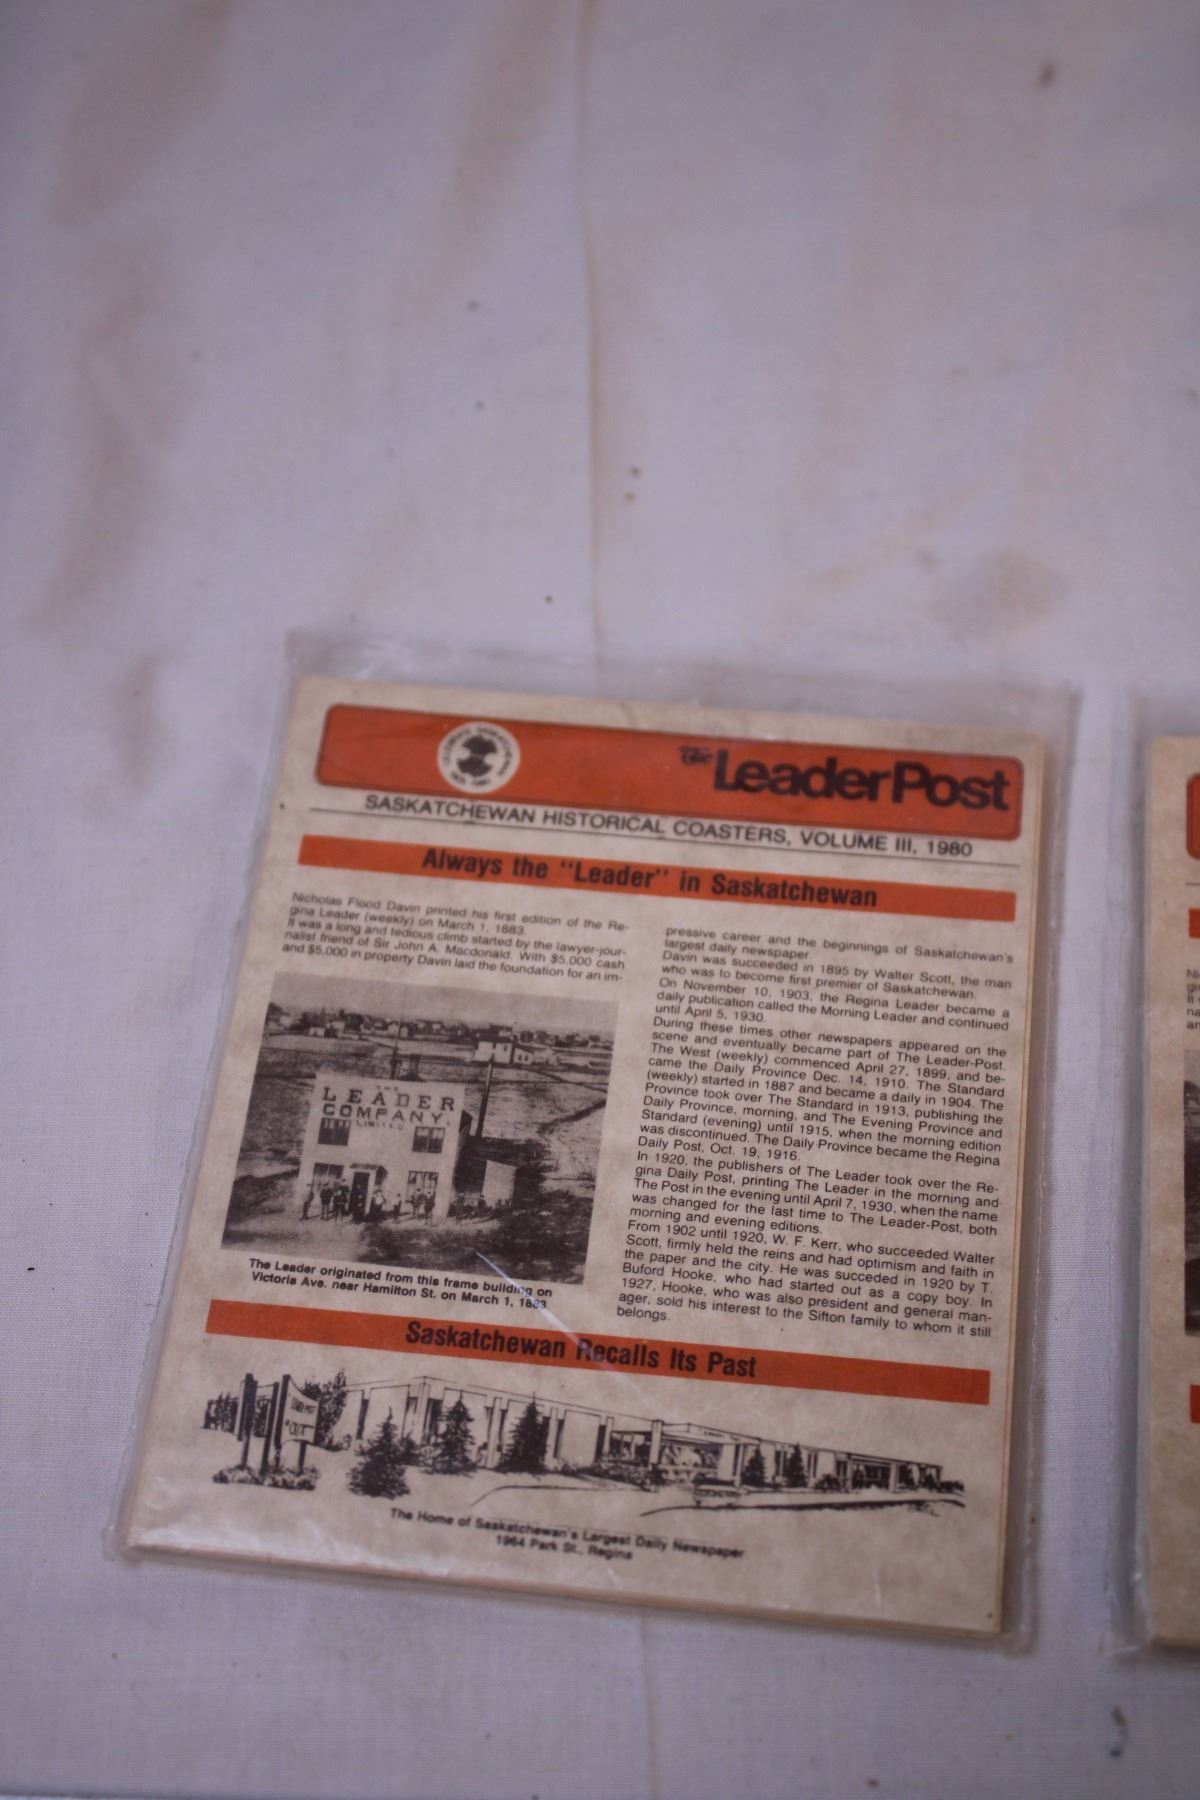 The LeaderPost
SASKATCHEWAN HISTORICAL COASTERS, VOLUME III, 1980
Always the "Leader" in Saskatchewan
Nicholas Flood Davin printed his first edition of the Re-
gina Leader (weekly) on March 1, 1883.
It was a long and tedious climb started by the lawyer-jour-
nalist friend of Sir John A. Macdonald. With $5,000 cash
and $5,000 in property Davin laid the foundation for an im-
THE
LEADER
COMPANY,
LIMITED
The Leader originated from this frame building on
Victoria Ave. near Hamilton St. on March 1, 1883
pressive career and the beginnings of Saskatchewan's
largest daily newspaper
Davin was succeeded in 1895 by Walter Scott, the man
who was to become first premier of Saskatchewan.
On November 10, 1903, the Regina Leader became a
daily publication called the Morning Leader and continued
until April 5, 1930.
During these times other newspapers appeared on the
scene and eventually became part of The Leader-Post.
The West (weekly) commenced April 27, 1899, and be-
came the Daily Province Dec. 14, 1910. The Standard
(weekly) started in 1887 and became a daily in 1904. The
Province took over The Standard in 1913, publishing the
Daily Province, morning, and The Evening Province and
Standard (evening) until 1915, when the morning edition
was discontinued. The Daily Province became the Regina
Daily Post, Oct. 19, 1916.
In 1920, the publishers of The Leader took over the Re-
gina Daily Post, printing The Leader in the morning and
The Post in the evening until April 7, 1930, when the name
was changed for the last time to The Leader-Post, both
morning and evening editions.
From 1902 until 1920, W. F. Kerr, who succeeded Walter
Scott, firmly held the reins and had optimism and faith in
the paper and the city. He was succeded in 1920 by T.
Buford Hooke, who had started out as a copy boy. In
1927, Hooke, who was also president and general man-
ager, sold his interest to the Sifton family to whom it still
belongs.
Saskatchewan Recalls Its Past
The Home of Saskatchewan's Largest Daily Newspaper
1964 Park St., Regina